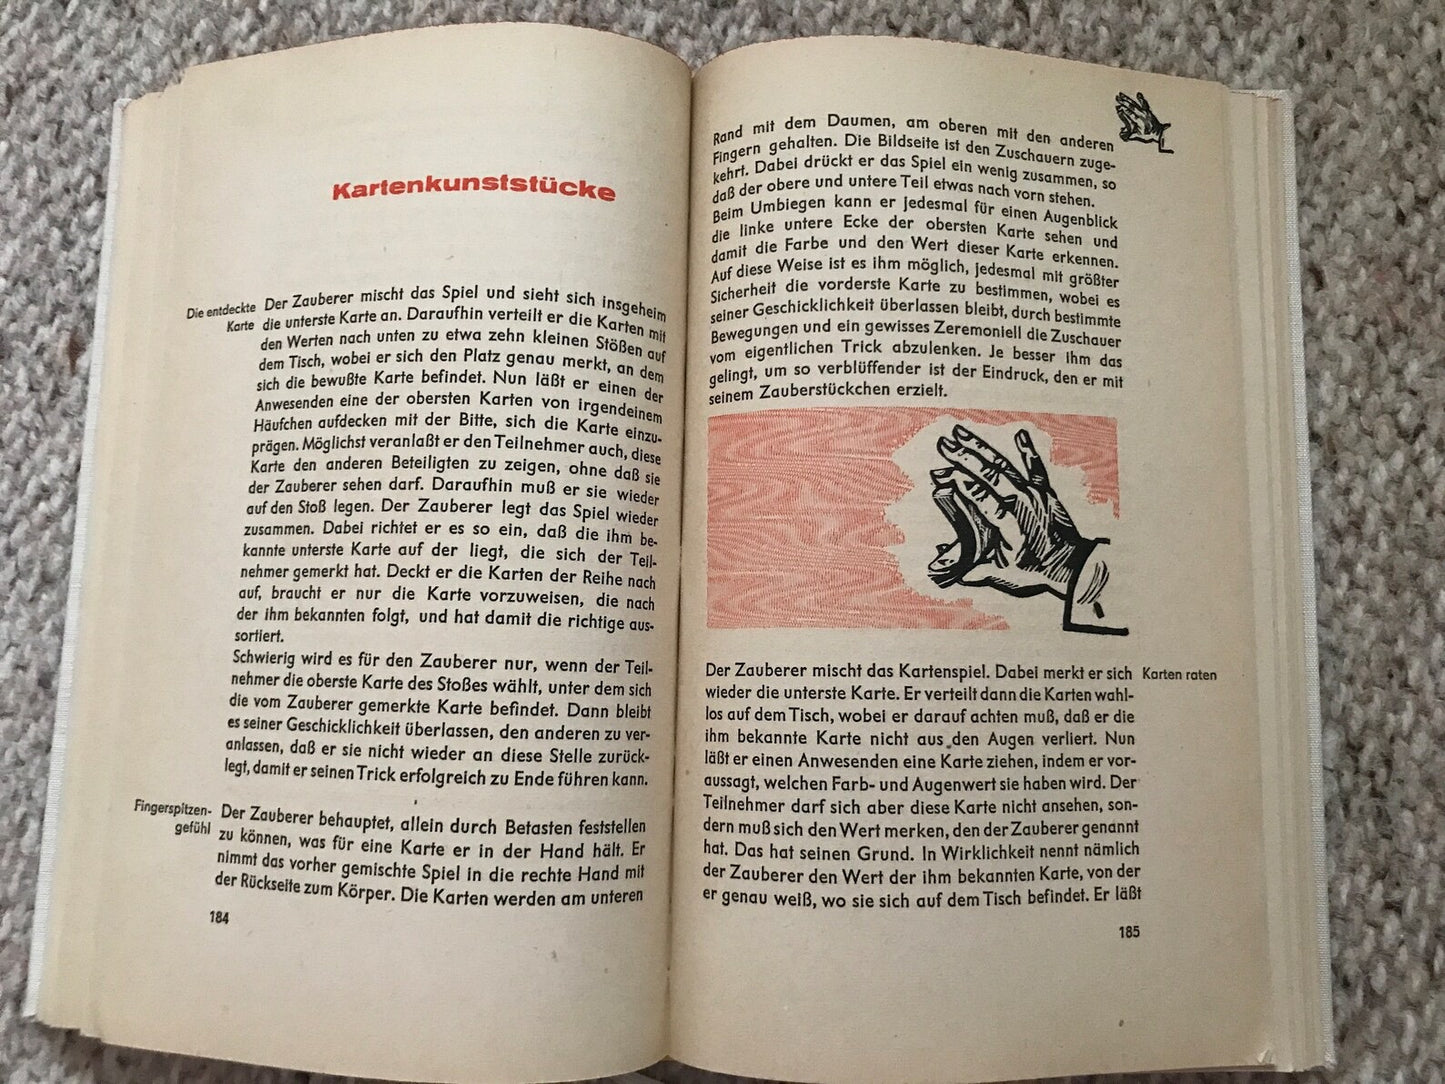 Kartenkunststücke
Die entdeckte
Karte
Der Zauberer mischt das Spiel und sieht sich insgeheim
die unterste Karte an. Daraufhin verteilt er die Karten mit
den Werten nach unten zu etwa zehn kleinen Stößen auf
dem Tisch, wobei er sich den Platz genau merkt, an dem
sich die bewußte Karte befindet. Nun läßt er einen der
Anwesenden eine der obersten Karten von irgendeinem
Häufchen aufdecken mit der Bitte, sich die Karte einzu-
prägen. Möglichst veranlaßt er den Teilnehmer auch, diese
Karte den anderen Beteiligten zu zeigen, ohne daß sie
der Zauberer sehen darf. Daraufhin muß er sie wieder
auf den Stoß legen. Der Zauberer legt das Spiel wieder
zusammen. Dabei richtet er es so ein, daß die ihm be-
kannte unterste Karte auf der liegt, die sich der Teil-
nehmer gemerkt hat. Deckt er die Karten der Reihe nach
auf, braucht er nur die Karte vorzuweisen, die nach
der ihm bekannten folgt, und hat damit die richtige aus-
sortiert.
Schwierig wird es für den Zauberer nur, wenn der Teil-
nehmer die oberste Karte des Stoßes wählt, unter dem sich
die vom Zauberer gemerkte Karte befindet. Dann bleibt
es seiner Geschicklichkeit überlassen, den anderen zu ver-
anlassen, daß er sie nicht wieder an diese Stelle zurück-
legt, damit er seinen Trick erfolgreich zu Ende führen kann.
Fingerspitzen-
gefühl
Der Zauberer behauptet, allein durch Betasten feststellen
zu können, was für eine Karte er in der Hand hält. Er
nimmt das vorher gemischte Spiel in die rechte Hand mit
der Rückseite zum Körper. Die Karten werden am unteren
184
Rand mit dem Daumen, am oberen mit den anderen
Fingern gehalten. Die Bildseite ist den Zuschauern zuge-
kehrt. Dabei drückt er das Spiel ein wenig zusammen, so
daß der obere und untere Teil etwas nach vorn stehen.
Beim Umbiegen kann er jedesmal für einen Augenblick
die linke untere Ecke der obersten Karte sehen und
damit die Farbe und den Wert dieser Karte erkennen.
Auf diese Weise ist es ihm möglich, jedesmal mit größter
Sicherheit die vorderste Karte zu bestimmen, wobei es
seiner Geschicklichkeit überlassen bleibt, durch bestimmte
Bewegungen und ein gewisses Zeremoniell die Zuschauer
vom eigentlichen Trick abzulenken. Je besser ihm das
gelingt, um so verblüffender ist der Eindruck, den er mit
seinem Zauberstückchen erzielt.
Der Zauberer mischt das Kartenspiel. Dabei merkt er sich
Karten raten
wieder die unterste Karte. Er verteilt dann die Karten wahl-
los auf dem Tisch, wobei er darauf achten muß, daß er die
ihm bekannte Karte nicht aus den Augen verliert. Nun
läßt er einen Anwesenden eine Karte ziehen, indem er vor-
aussagt, welchen Farb- und Augenwert sie haben wird. Der
Teilnehmer darf sich aber diese Karte nicht ansehen, son-
dern muß sich den Wert merken, den der Zauberer genannt
hat. Das hat seinen Grund. In Wirklichkeit nennt nämlich
der Zauberer den Wert der ihm bekannten Karte, von der
er genau weiß, wo sie sich auf dem Tisch befindet. Er läßt
185